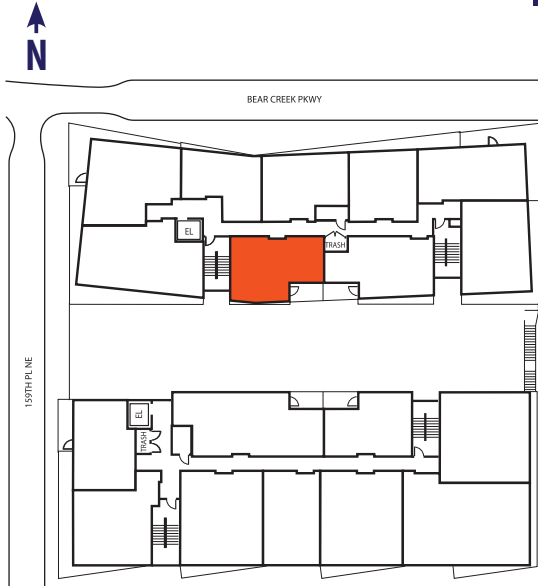 N
BEAR CREEK PKWY
EL
TRASH
159TH PL NE
EL
TRASH